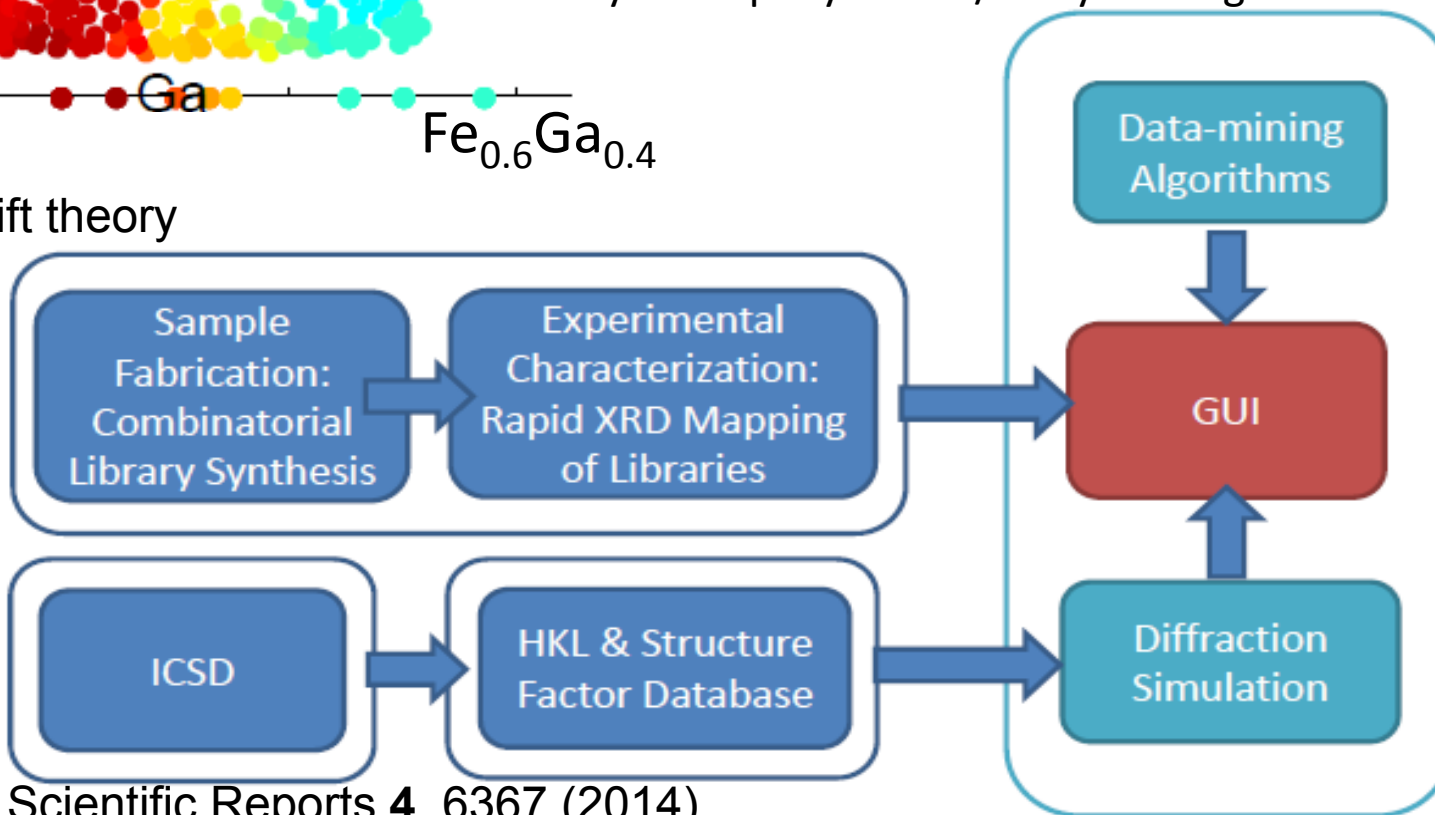 Ga
Fe0.6Ga0.4
ift theory
Data-mining
Algorithms
Sample
Fabrication:
Combinatorial
Library Synthesis
Experimental
Characterization:
Rapid XRD Mapping
of Libraries
GUI
ICSD
HKL & Structure
Factor Database
Diffraction
Simulation
Scientific Reports 4 6367 (2014)